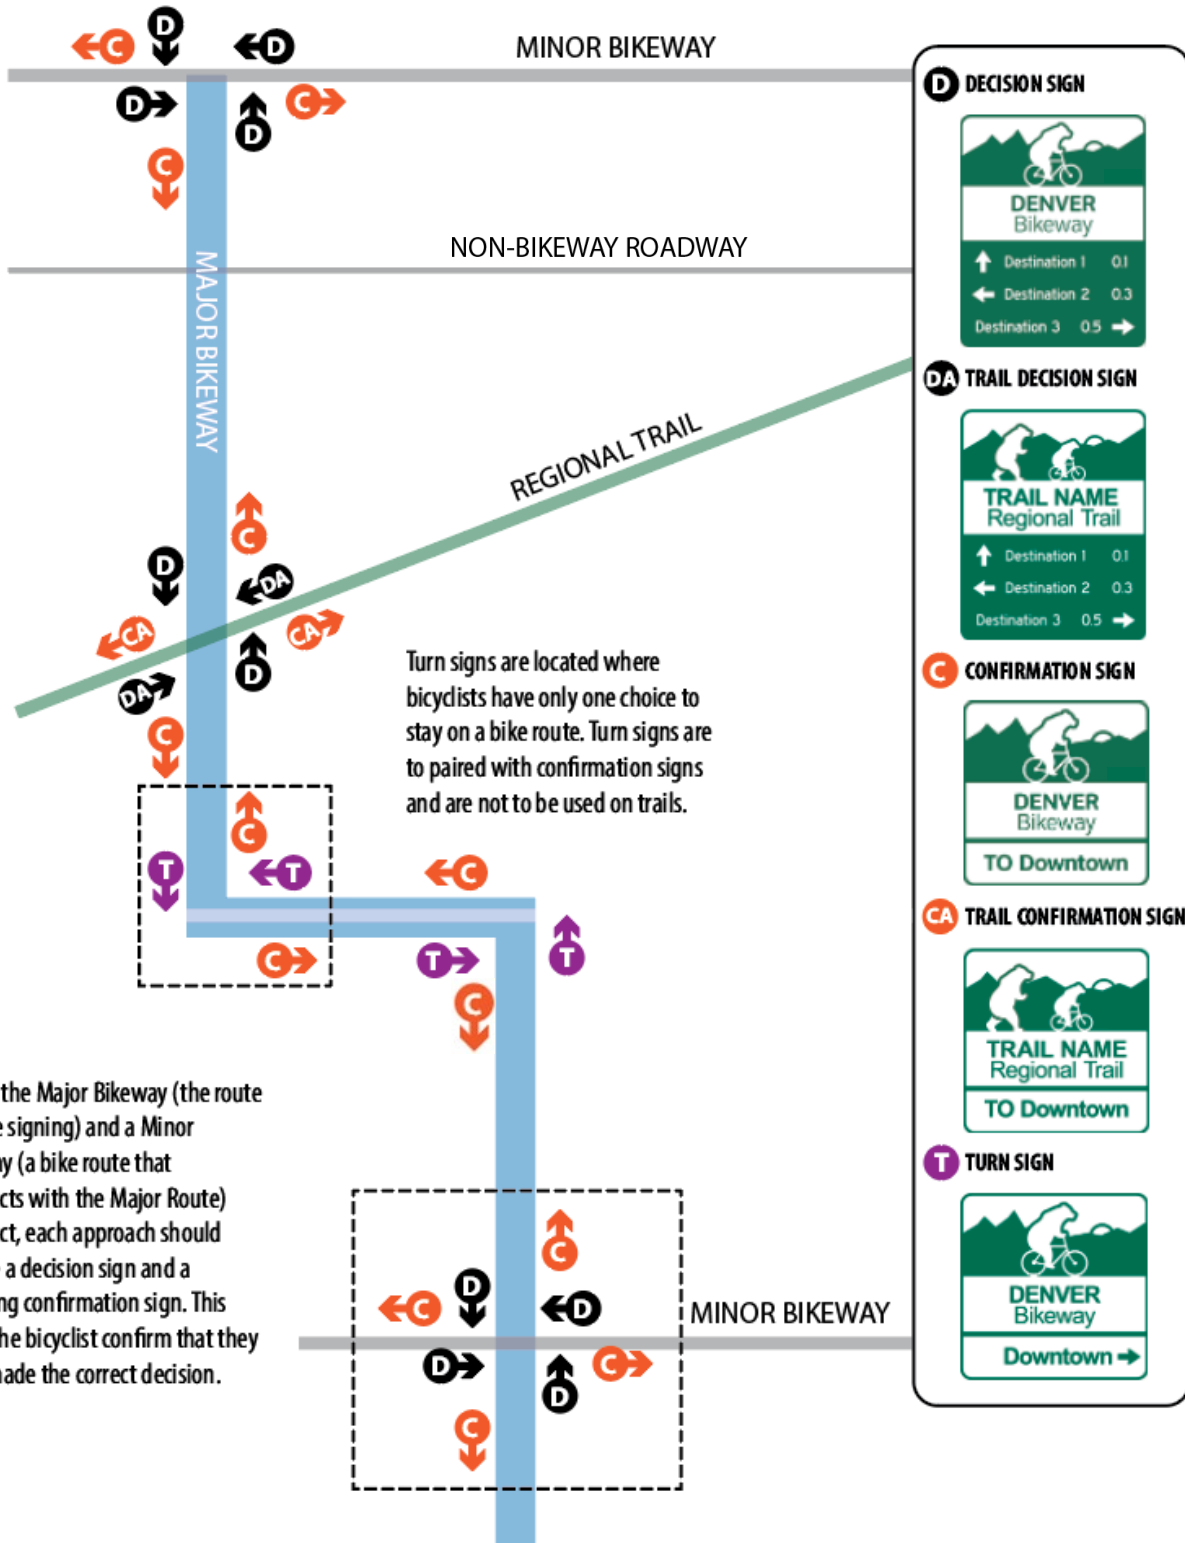 C
D
D
MINOR BIKEWAY
D
C
D
C
NON-BIKEWAY ROADWAY
MAJOR BIKEWAY
REGIONAL TRAIL
C
D
DA
CA
CA
D
DA
C
Turn signs are located where
bicyclists have only one choice to
stay on a bike route. Turn signs are
to paired with confirmation signs
and are not to be used on trails.
C
T
T
C
C
T
T
C
the Major Bikeway (the route
signing) and a Minor
(a bike route that
with the Major Route)
each approach should
a decision sign and a
confirmation sign. This
bicyclist confirm that they
the correct decision.
C
D
C
D
MINOR BIKEWAY
D
C
D
C
D DECISION SIGN
DENVER
Bikeway
Destination 1 0.1
Destination 2 0.3
Destination 3 0.5
DA TRAIL DECISION SIGN
TRAIL NAME
Regional Trail
Destination 1 0.1
Destination 2 0.3
Destination 3 0.5
C CONFIRMATION SIGN
DENVER
Bikeway
TO Downtown
CA TRAIL CONFIRMATION SIGN
TRAIL NAME
Regional Trail
TO Downtown
T TURN SIGN
DENVER
Bikeway
Downtown